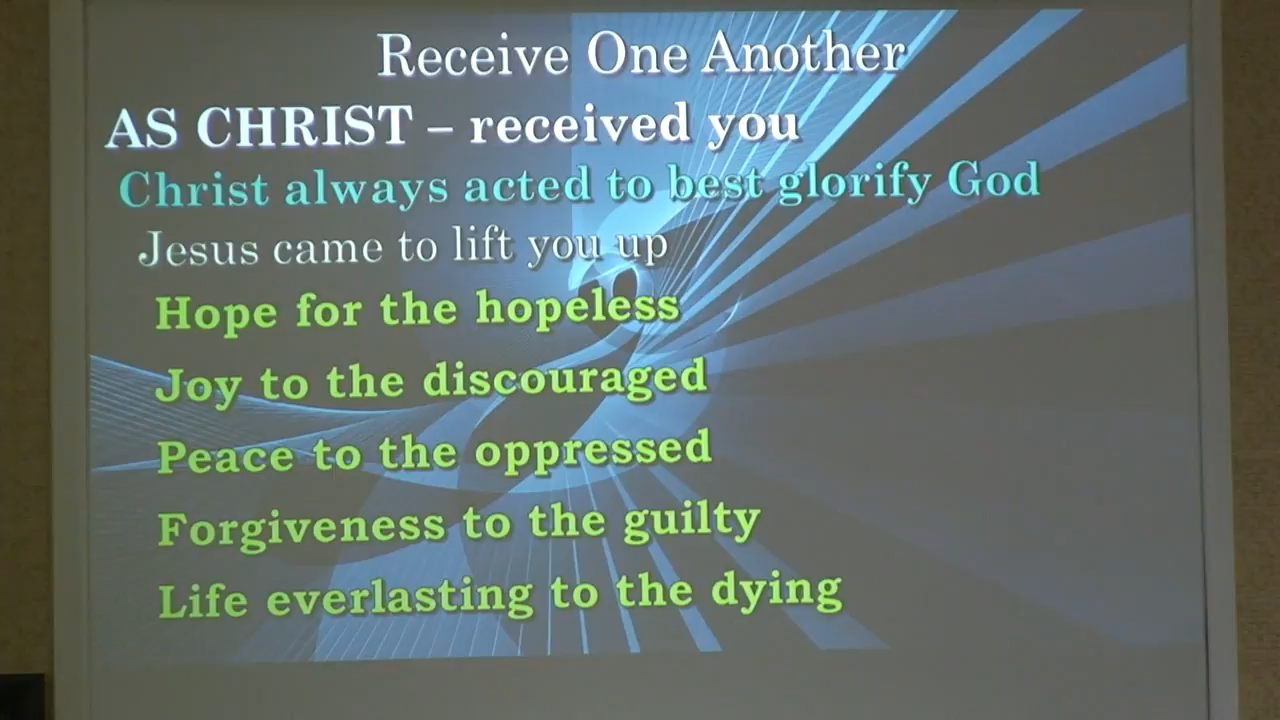 Receive One Another
AS CHRIST – received you
Christ always acted to best glorify God
Jesus came to lift you up
Hope for the hopeless
Joy to the discouraged
Peace to the oppressed
Forgiveness to the guilty
Life everlasting to the dying